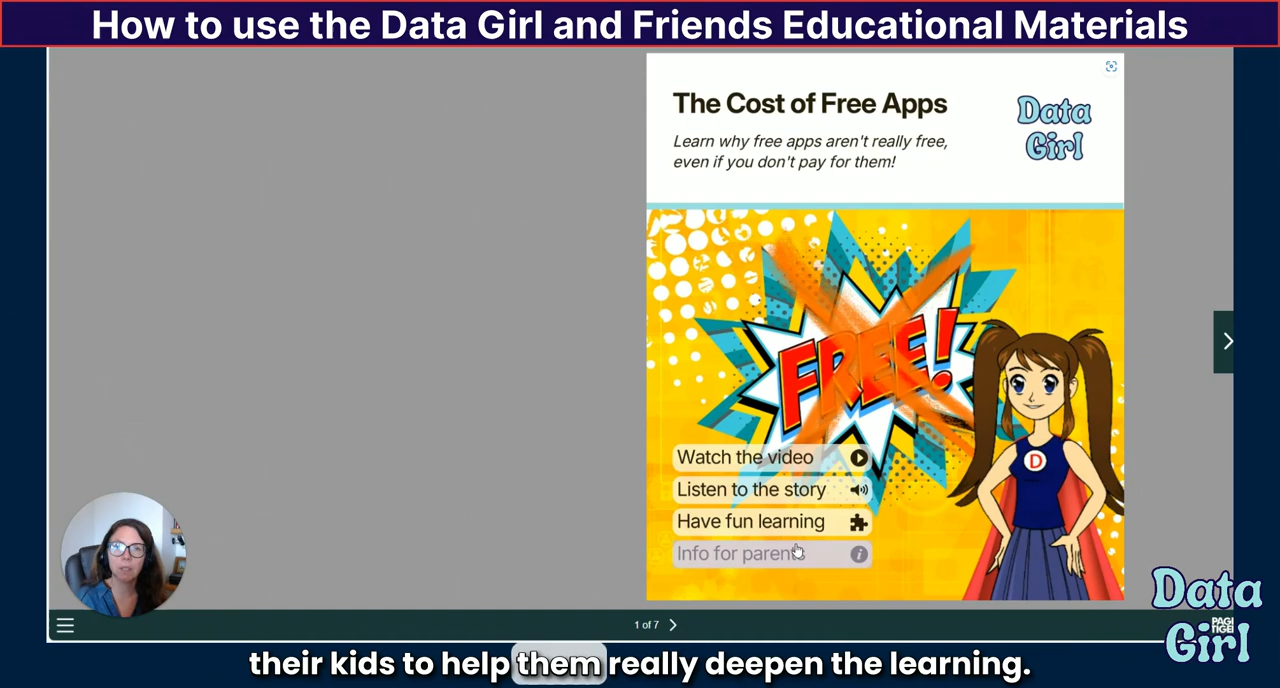 How to use the Data Girl and Friends Educational Materials
The Cost of Free Apps
Learn why free apps aren't really free,
even if you don't pay for them!
Data
Girl
FREE!
D
Watch the video
Listen to the story
Have fun learning
Info for parents
1 of 7
Data
Girl
PAGE
TIGER
their kids to help them really deepen the learning.